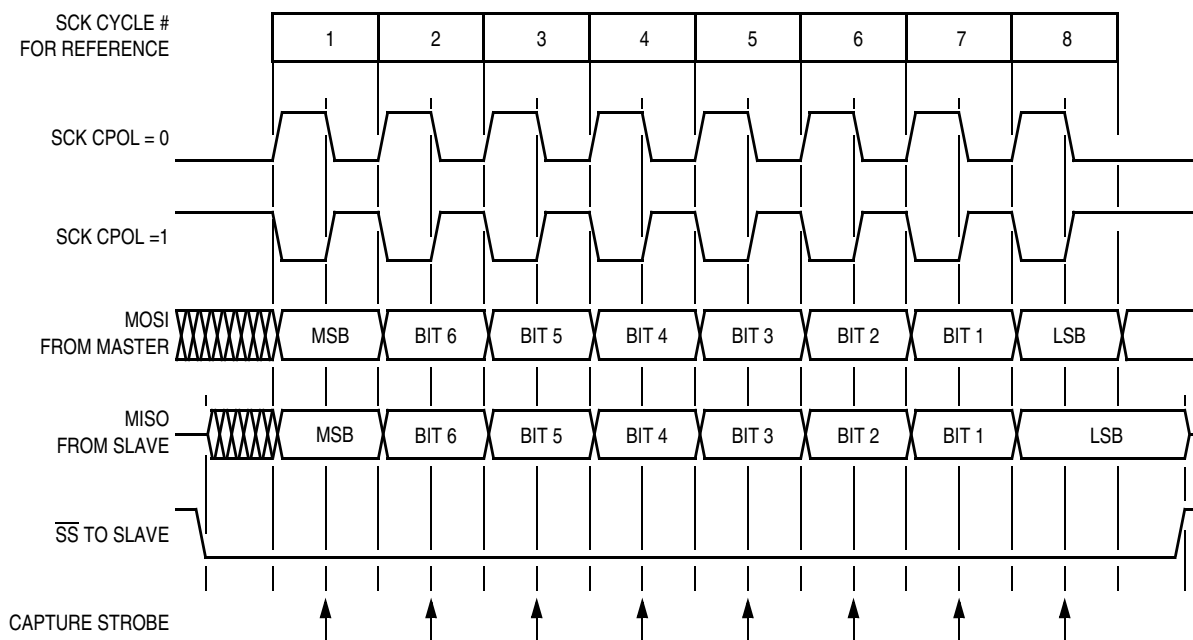 SCK CYCLE #
FOR REFERENCE
1 2 3 4 5 6 7 8
SCK CPOL = 0
SCK CPOL =1
MOSI
FROM MASTER
MSB BIT 6 BIT 5 BIT 4 BIT 3 BIT 2 BIT 1 LSB
MISO
FROM SLAVE
MSB BIT 6 BIT 5 BIT 4 BIT 3 BIT 2 BIT 1 LSB
S̅S̅ TO SLAVE
CAPTURE STROBE